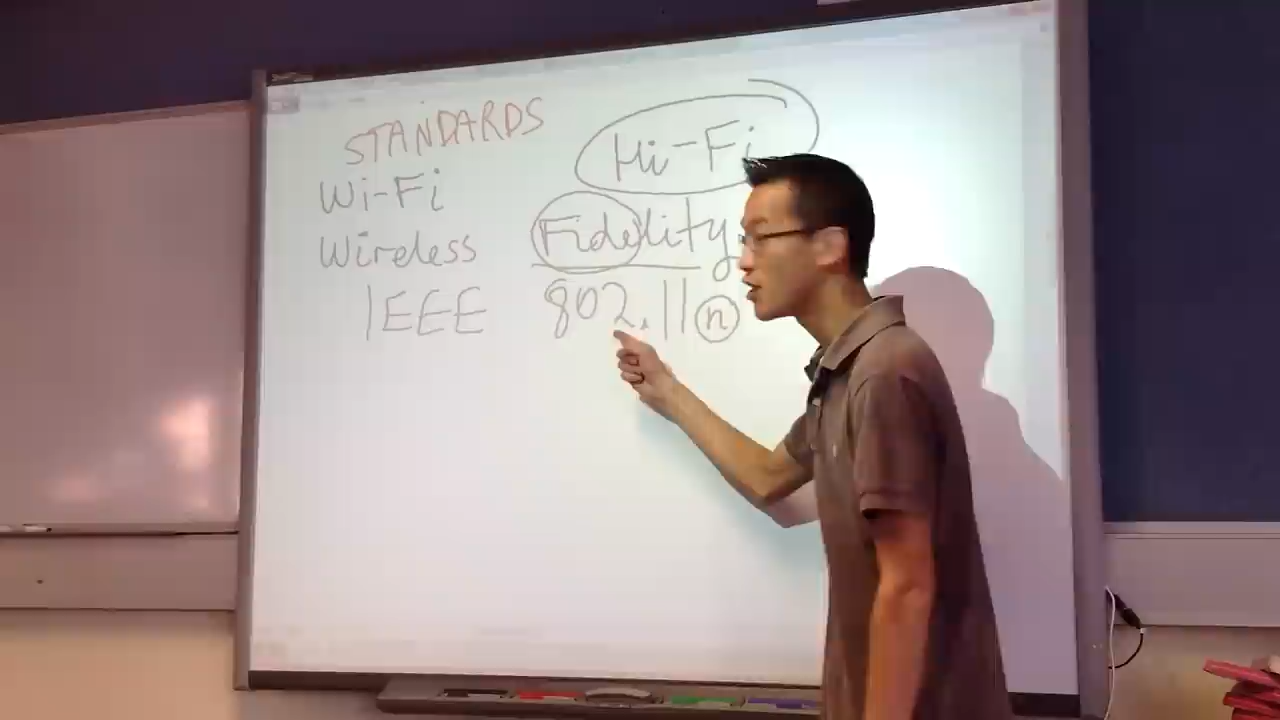 STANDARDS
Hi-Fi
Wi-Fi
Wireless Fidelity
IEEE 802.11n